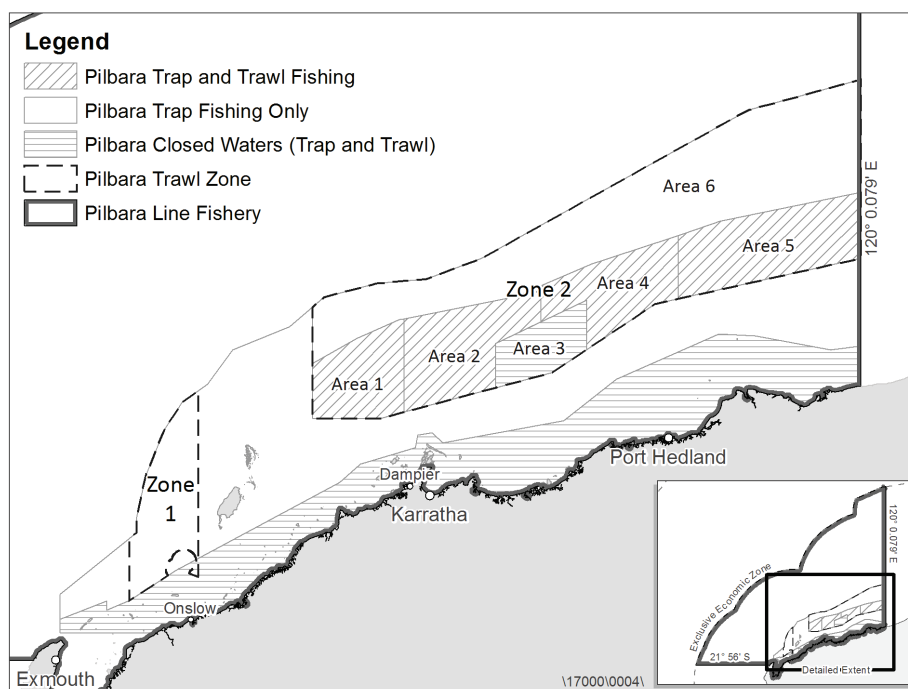 Legend
Pilbara Trap and Trawl Fishing
Pilbara Trap Fishing Only
Pilbara Closed Waters (Trap and Trawl)
Pilbara Trawl Zone
Pilbara Line Fishery
Area 6
120° 0.079' E
Area 5
Area 4
Zone 2
Area 3
Area 2
Area 1
Zone
1
Port Hedland
Dampier
Karratha
Onslow
Exmouth
\17000\0004\
120° 0.079'E
Exclusive Economic Zone
21° 56' S
Detailed Extent